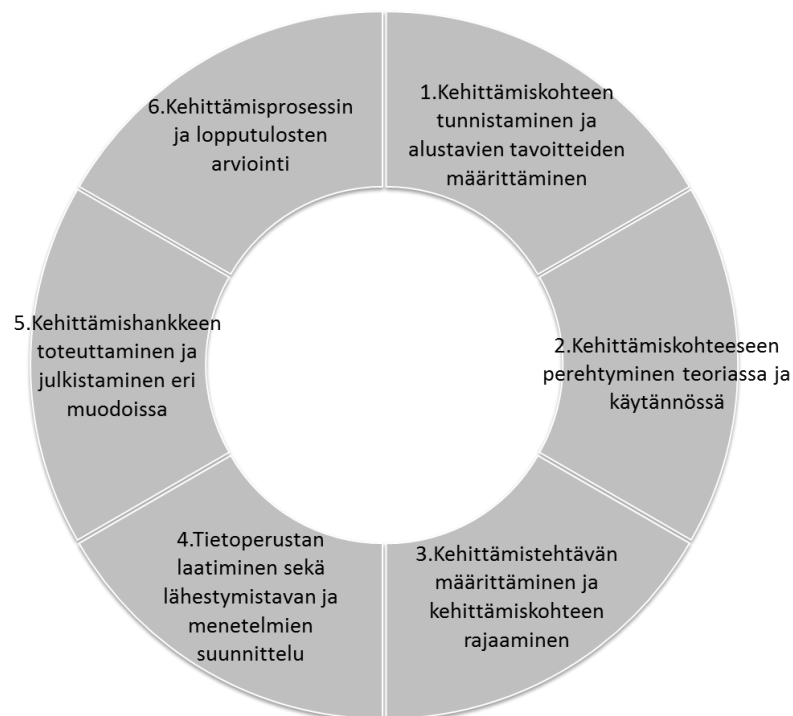 1.Kehittämiskohteen
tunnistaminen ja
alustavien tavoitteiden
määrittäminen
2.Kehittämiskohteeseen
perehtyminen teoriassa ja
käytännössä
3.Kehittämistehtävän
määrittäminen ja
kehittämiskohteen
rajaaminen
4.Tietoperustan
laatiminen sekä
lähestymistavan ja
menetelmien
suunnittelu
5.Kehittämishankkeen
toteuttaminen ja
julkistaminen eri
muodoissa
6.Kehittämisprosessin
ja lopputulosten
arviointi